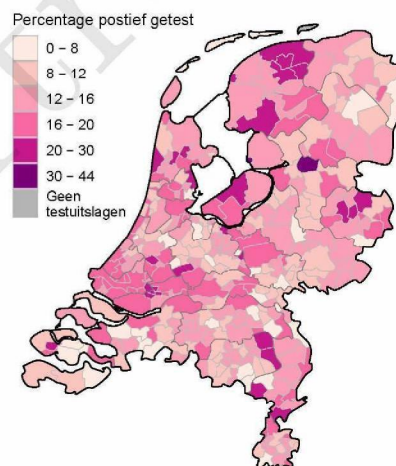 Percentage postief getest
0 – 8
8 – 12
12 – 16
16 – 20
20 – 30
30 – 44
Geen
testuitslagen